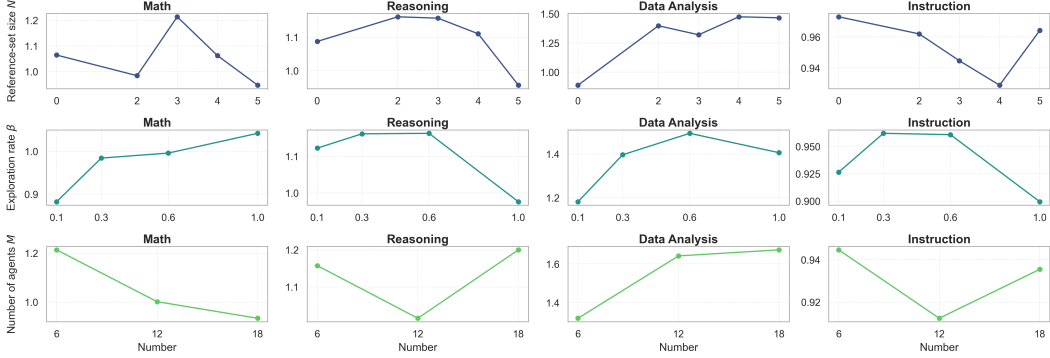 Math
Reference-set size N
1.2
1.1
1.0
0 2 3 4 5
Reasoning
1.1
1.0
0 2 3 4 5
Data Analysis
1.50
1.25
1.00
0 2 3 4 5
Instruction
0.96
0.94
0 2 3 4 5
Math
Exploration rate β
1.0
0.9
0.1 0.3 0.6 1.0
Reasoning
1.1
1.0
0.1 0.3 0.6 1.0
Data Analysis
1.4
1.2
0.1 0.3 0.6 1.0
Instruction
0.950
0.925
0.900
0.1 0.3 0.6 1.0
Math
Number of agents M
1.2
1.0
6 12 18
Number
Reasoning
1.2
1.1
6 12 18
Number
Data Analysis
1.6
1.4
6 12 18
Number
Instruction
0.94
0.92
6 12 18
Number